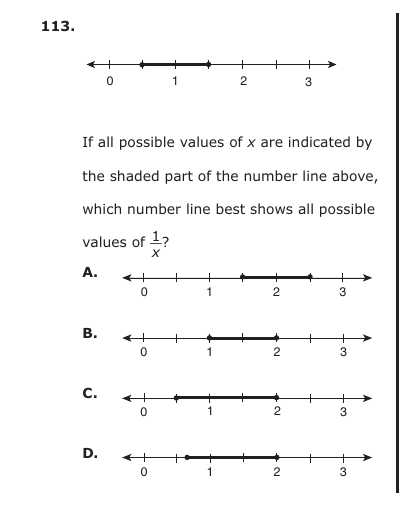 113.
0 1 2 3
If all possible values of x are indicated by
the shaded part of the number line above,
which number line best shows all possible
values of 1/x?
A.
0 1 2 3
B.
0 1 2 3
C.
0 1 2 3
D.
0 1 2 3